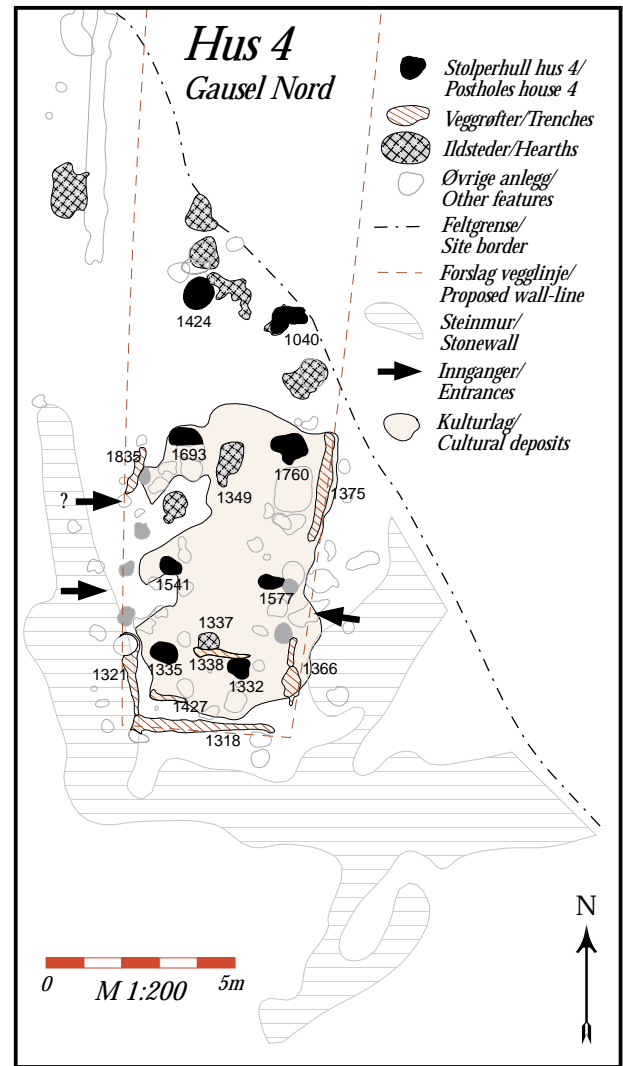 Hus 4
Gausel Nord
Stolperhull hus 4/
Postholes house 4
Veggrøfter/Trenches
Ildsteder/Hearths
Øvrige anlegg/
Other features
Feltgrense/
Site border
Forslag vegglinje/
Proposed wall-line
Steinmur/
Stonewall
Innganger/
Entrances
Kulturlag/
Cultural deposits
1424
1040
1835
1693
1349
1760
1375
?
1541
1577
1337
1321
1335
1338
1332
1366
1427
1318
N
0
M 1:200
5m